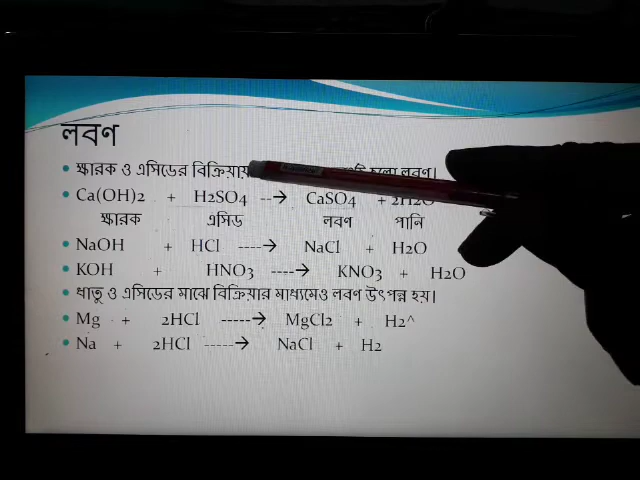 লবণ
ক্ষারক ও এসিডের বিক্রিয়ায় হলো লবণ।
Ca(OH)2 + H2SO4 --→ CaSO4 + 2H2O
ক্ষারক এসিড লবণ পানি
NaOH + HCl ----→ NaCl + H2O
KOH + HNO3 ----→ KNO3 + H2O
ধাতু ও এসিডের মাঝে বিক্রিয়ার মাধ্যমেও লবণ উৎপন্ন হয়।
Mg + 2HCl -----→ MgCl2 + H2^
Na + 2HCl -----→ NaCl + H2